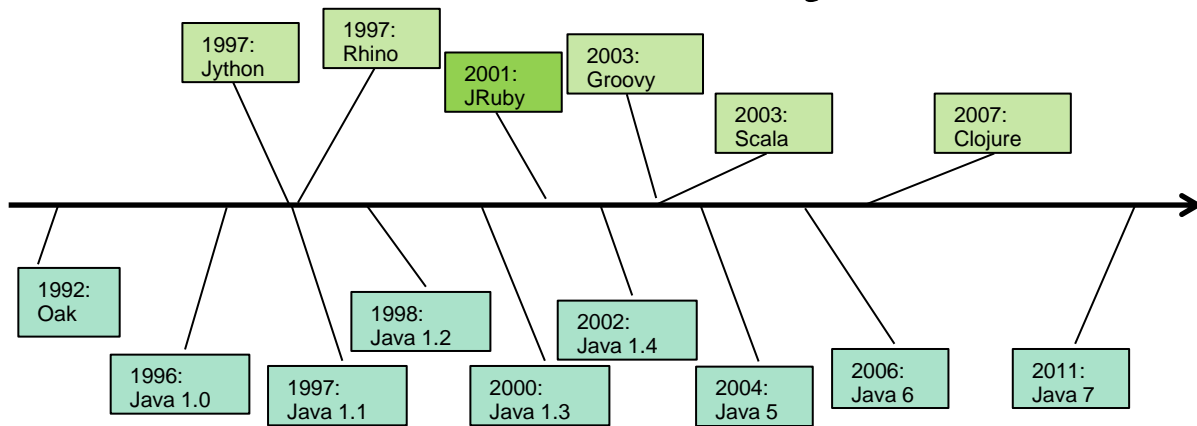 1997:
Jython
1997:
Rhino
2001:
JRuby
2003:
Groovy
2003:
Scala
2007:
Clojure
1992:
Oak
1996:
Java 1.0
1997:
Java 1.1
1998:
Java 1.2
2000:
Java 1.3
2002:
Java 1.4
2004:
Java 5
2006:
Java 6
2011:
Java 7